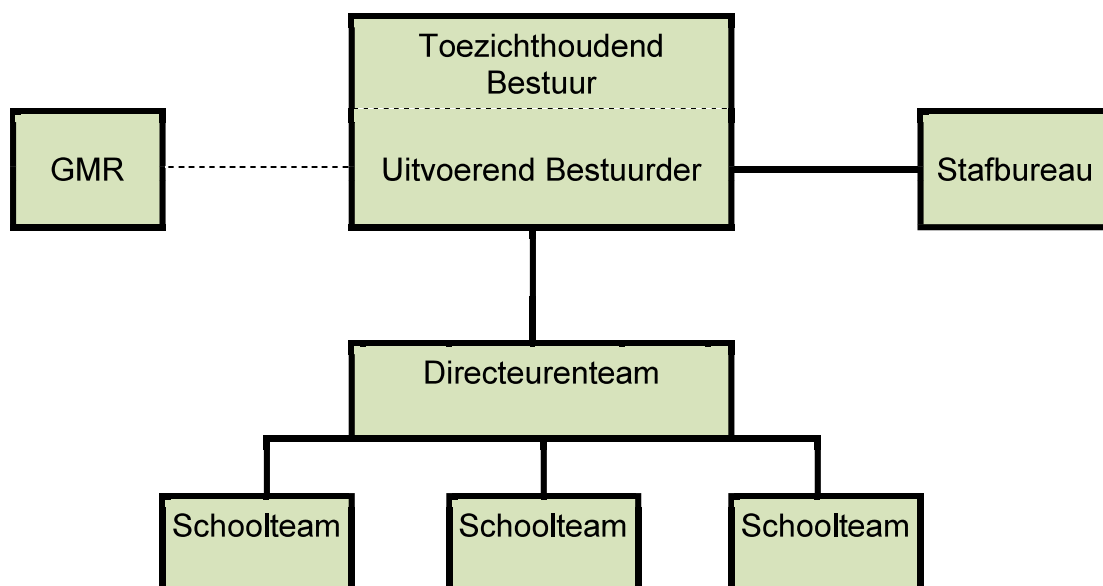 Toezichthoudend
Bestuur
GMR
Uitvoerend Bestuurder
Stafbureau
Directeurenteam
Schoolteam
Schoolteam
Schoolteam